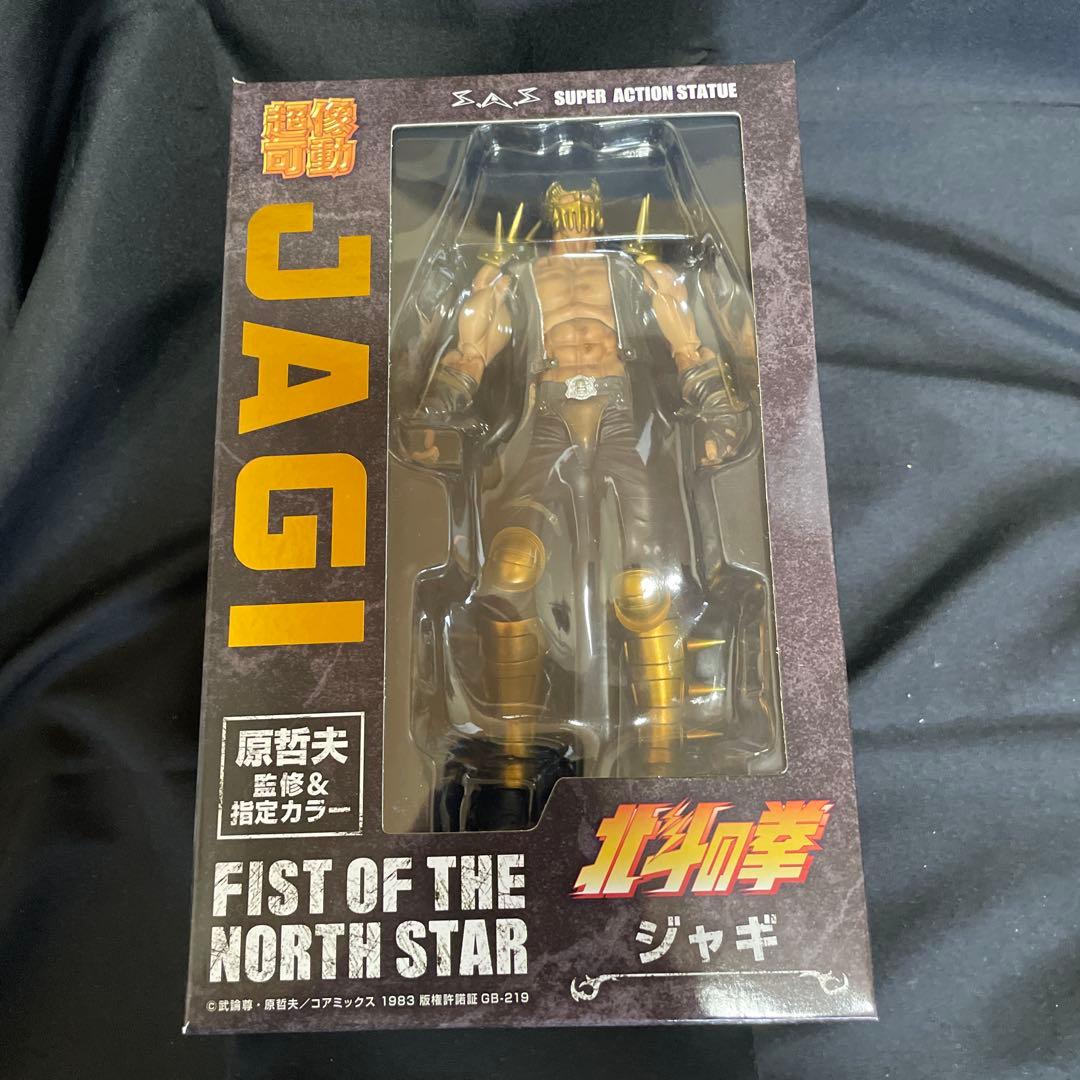 S.A.S SUPER ACTION STATUE
超像
可動
JAGI
原哲夫
監修&
指定カラー
FIST OF THE
NORTH STAR
北斗の拳
ジャギ
©武論尊・原哲夫/コアミックス 1983 版権許諾証 GB-219